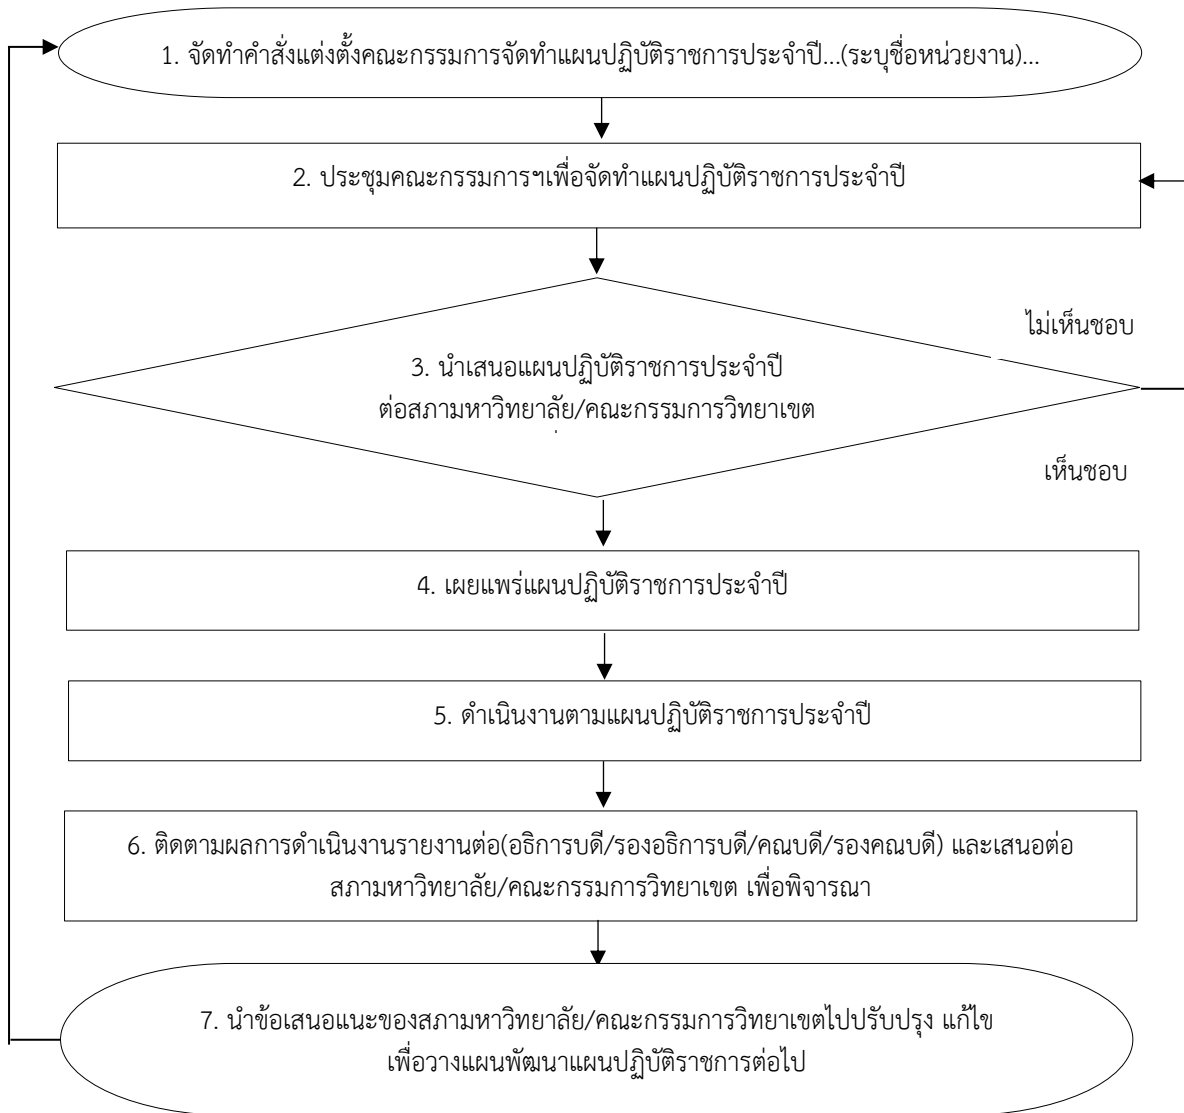 1. จัดทำคำสั่งแต่งตั้งคณะกรรมการจัดทำแผนปฏิบัติราชการประจำปี...(ระบุชื่อหน่วยงาน)...
2. ประชุมคณะกรรมการฯเพื่อจัดทำแผนปฏิบัติราชการประจำปี
ไม่เห็นชอบ
3. นำเสนอแผนปฏิบัติราชการประจำปี
ต่อสภามหาวิทยาลัย/คณะกรรมการวิทยาเขต
เห็นชอบ
4. เผยแพร่แผนปฏิบัติราชการประจำปี
5. ดำเนินงานตามแผนปฏิบัติราชการประจำปี
6. ติดตามผลการดำเนินงานรายงานต่อ(อธิการบดี/รองอธิการบดี/คณบดี/รองคณบดี) และเสนอต่อ
สภามหาวิทยาลัย/คณะกรรมการวิทยาเขต เพื่อพิจารณา
7. นำข้อเสนอแนะของสภามหาวิทยาลัย/คณะกรรมการวิทยาเขตไปปรับปรุง แก้ไข
เพื่อวางแผนพัฒนาแผนปฏิบัติราชการต่อไป